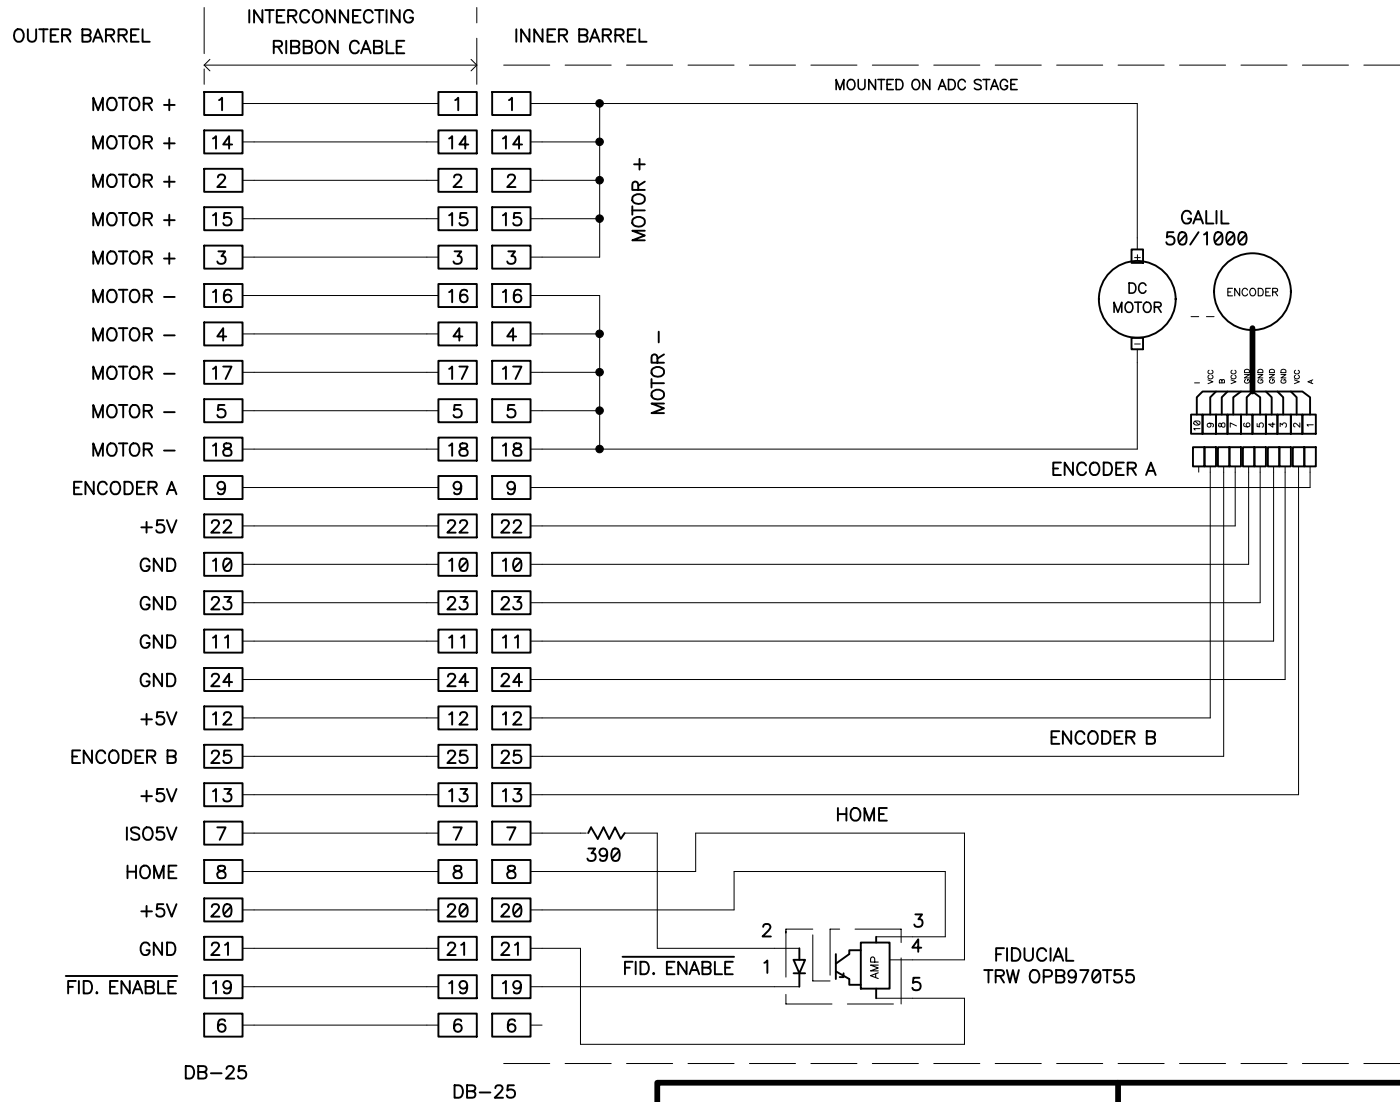 OUTER BARREL
INTERCONNECTING
RIBBON CABLE
INNER BARREL
MOUNTED ON ADC STAGE
MOTOR + 1 1 1
MOTOR + 14 14 14
MOTOR + 2 2 2
MOTOR + 15 15 15
MOTOR + 3 3 3
MOTOR - 16 16 16
MOTOR - 4 4 4
MOTOR - 17 17 17
MOTOR - 5 5 5
MOTOR - 18 18 18
ENCODER A 9 9 9
+5V 22 22 22
GND 10 10 10
GND 23 23 23
GND 11 11 11
GND 24 24 24
+5V 12 12 12
ENCODER B 25 25 25
+5V 13 13 13
ISO5V 7 7 7
HOME 8 8 8
+5V 20 20 20
GND 21 21 21
FID. ENABLE 19 19 19
6 6 6
DB-25
DB-25
MOTOR +
MOTOR -
GALIL
50/1000
+
DC
MOTOR
-
ENCODER
- VCC B VCC GND GND GND GND VCC A
10 9 8 7 6 5 4 3 2 1
ENCODER A
ENCODER B
HOME
390
2
1
FID. ENABLE
AMP
3
4
5
FIDUCIAL
TRW OPB970T55